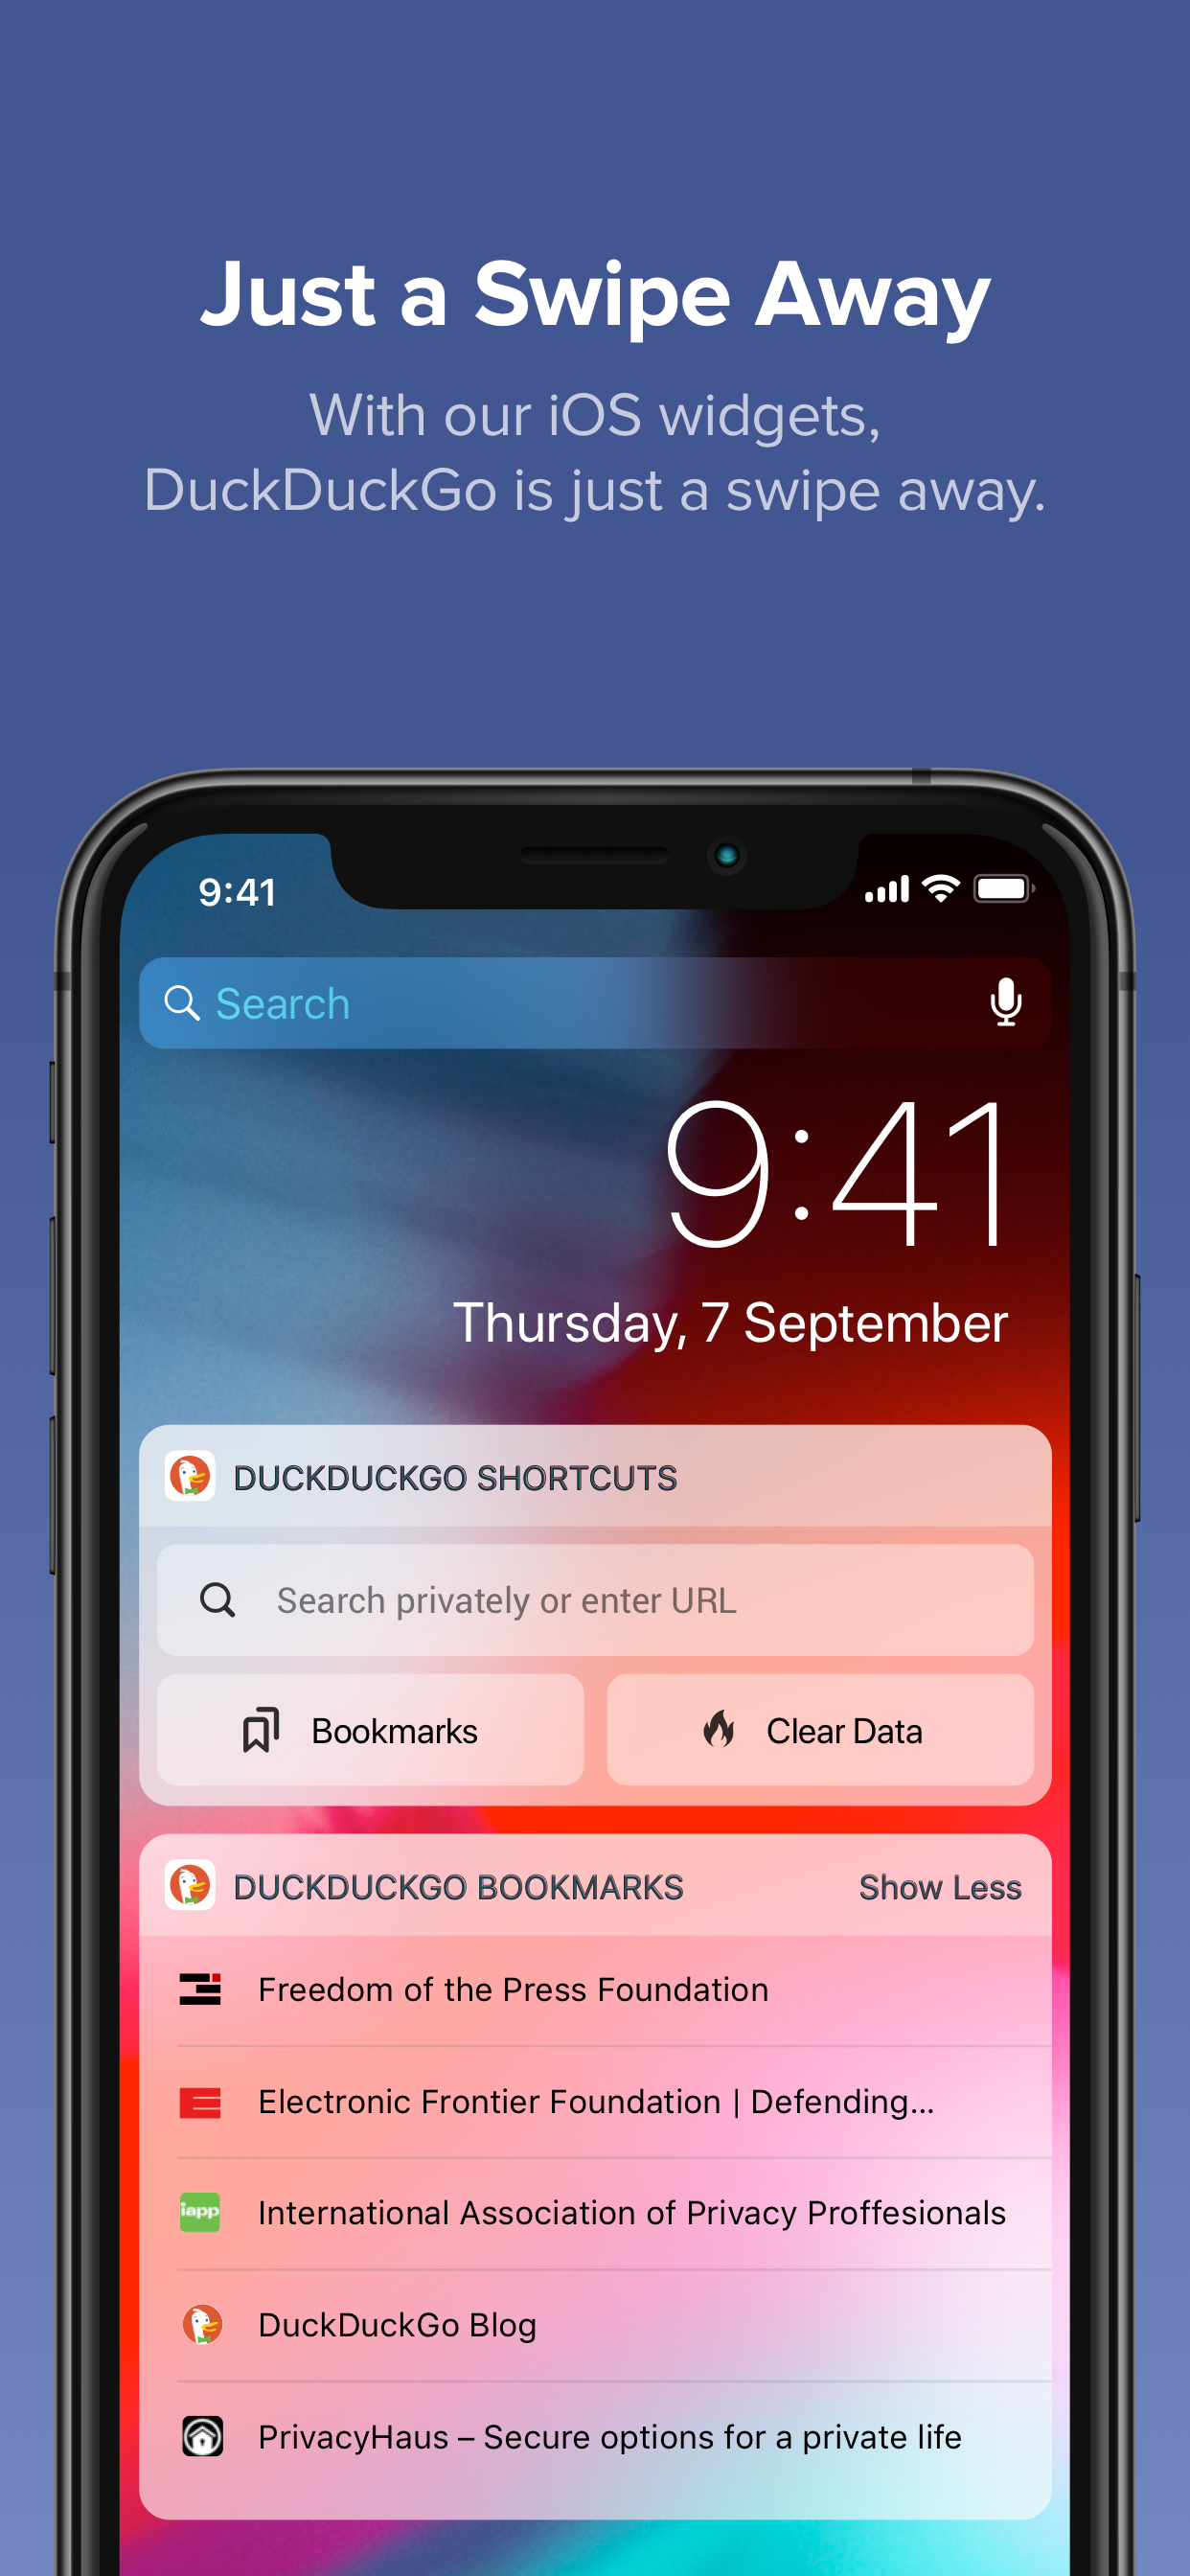 Just a Swipe Away
With our iOS widgets,
DuckDuckGo is just a swipe away.
9:41
Search
9:41
Thursday, 7 September
DUCKDUCKGO SHORTCUTS
Search privately or enter URL
Bookmarks
Clear Data
DUCKDUCKGO BOOKMARKS
Show Less
Freedom of the Press Foundation
Electronic Frontier Foundation | Defending...
iapp
International Association of Privacy Proffesionals
DuckDuckGo Blog
PrivacyHaus – Secure options for a private life